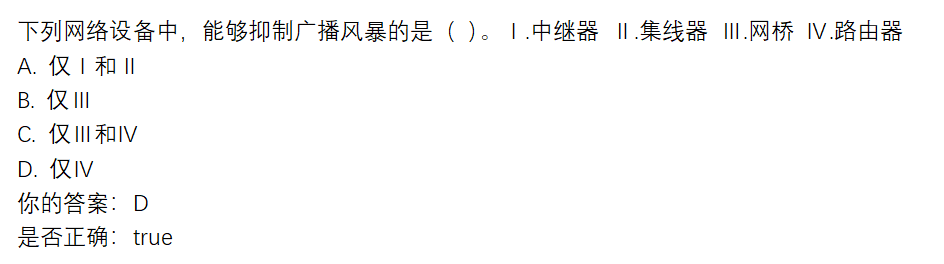 下列网络设备中，能够抑制广播风暴的是（ ）。Ⅰ.中继器 Ⅱ.集线器 Ⅲ.网桥 Ⅳ.路由器
A. 仅Ⅰ和Ⅱ
B. 仅Ⅲ
C. 仅Ⅲ和Ⅳ
D. 仅Ⅳ
你的答案：D
是否正确：true